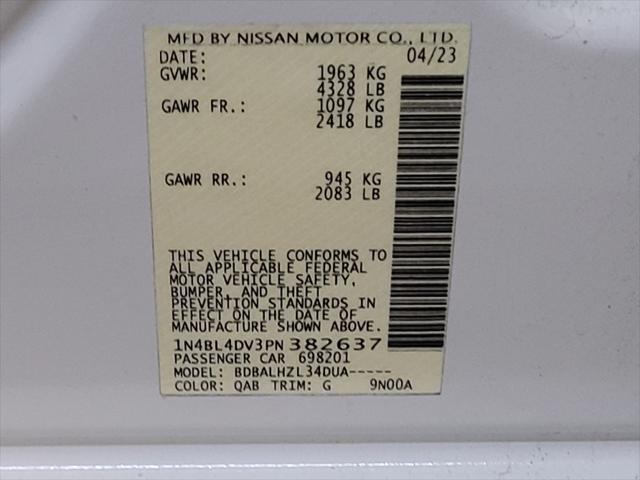 MFD BY NISSAN MOTOR CO., LTD.
DATE: 04/23
GVWR: 1963 KG
4328 LB
GAWR FR.: 1097 KG
2418 LB
GAWR RR.: 945 KG
2083 LB
THIS VEHICLE CONFORMS TO
ALL APPLICABLE FEDERAL
MOTOR VEHICLE SAFETY,
BUMPER, AND THEFT
PREVENTION STANDARDS IN
EFFECT ON THE DATE OF
MANUFACTURE SHOWN ABOVE.
1N4BL4DV3PN382637
PASSENGER CAR 698201
MODEL: BDBALHZL34DUA-----
COLOR: QAB TRIM: G 9N00A